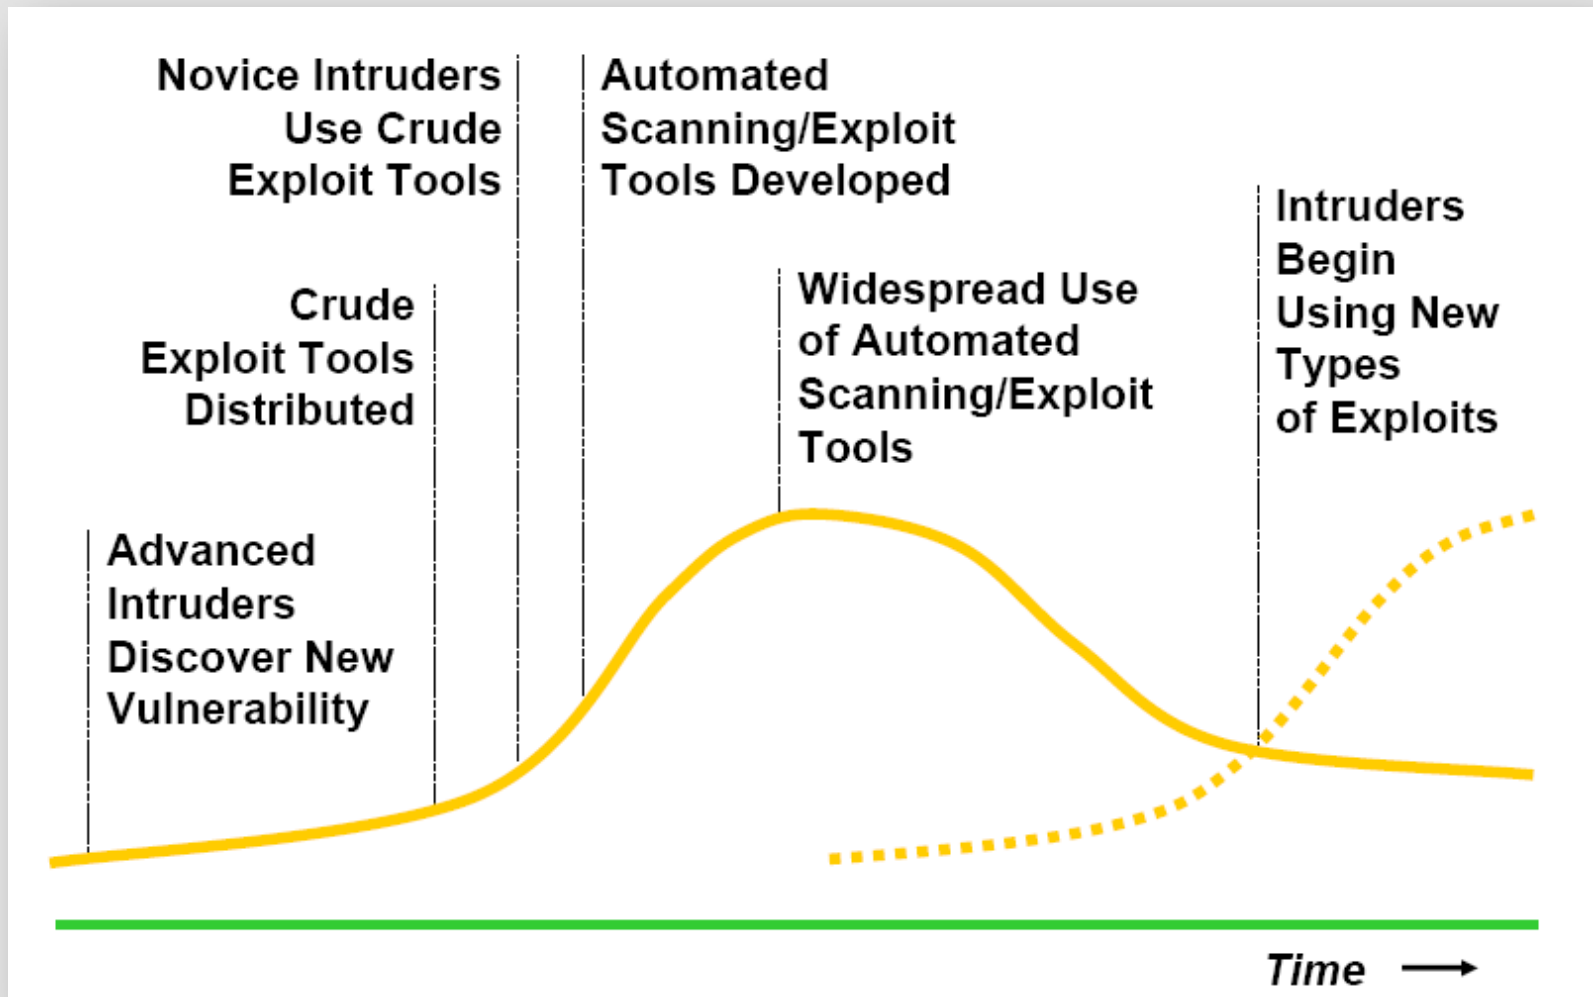 Novice Intruders
Use Crude
Exploit Tools
Automated
Scanning/Exploit
Tools Developed
Crude
Exploit Tools
Distributed
Widespread Use
of Automated
Scanning/Exploit
Tools
Intruders
Begin
Using New
Types
of Exploits
Advanced
Intruders
Discover New
Vulnerability
Time